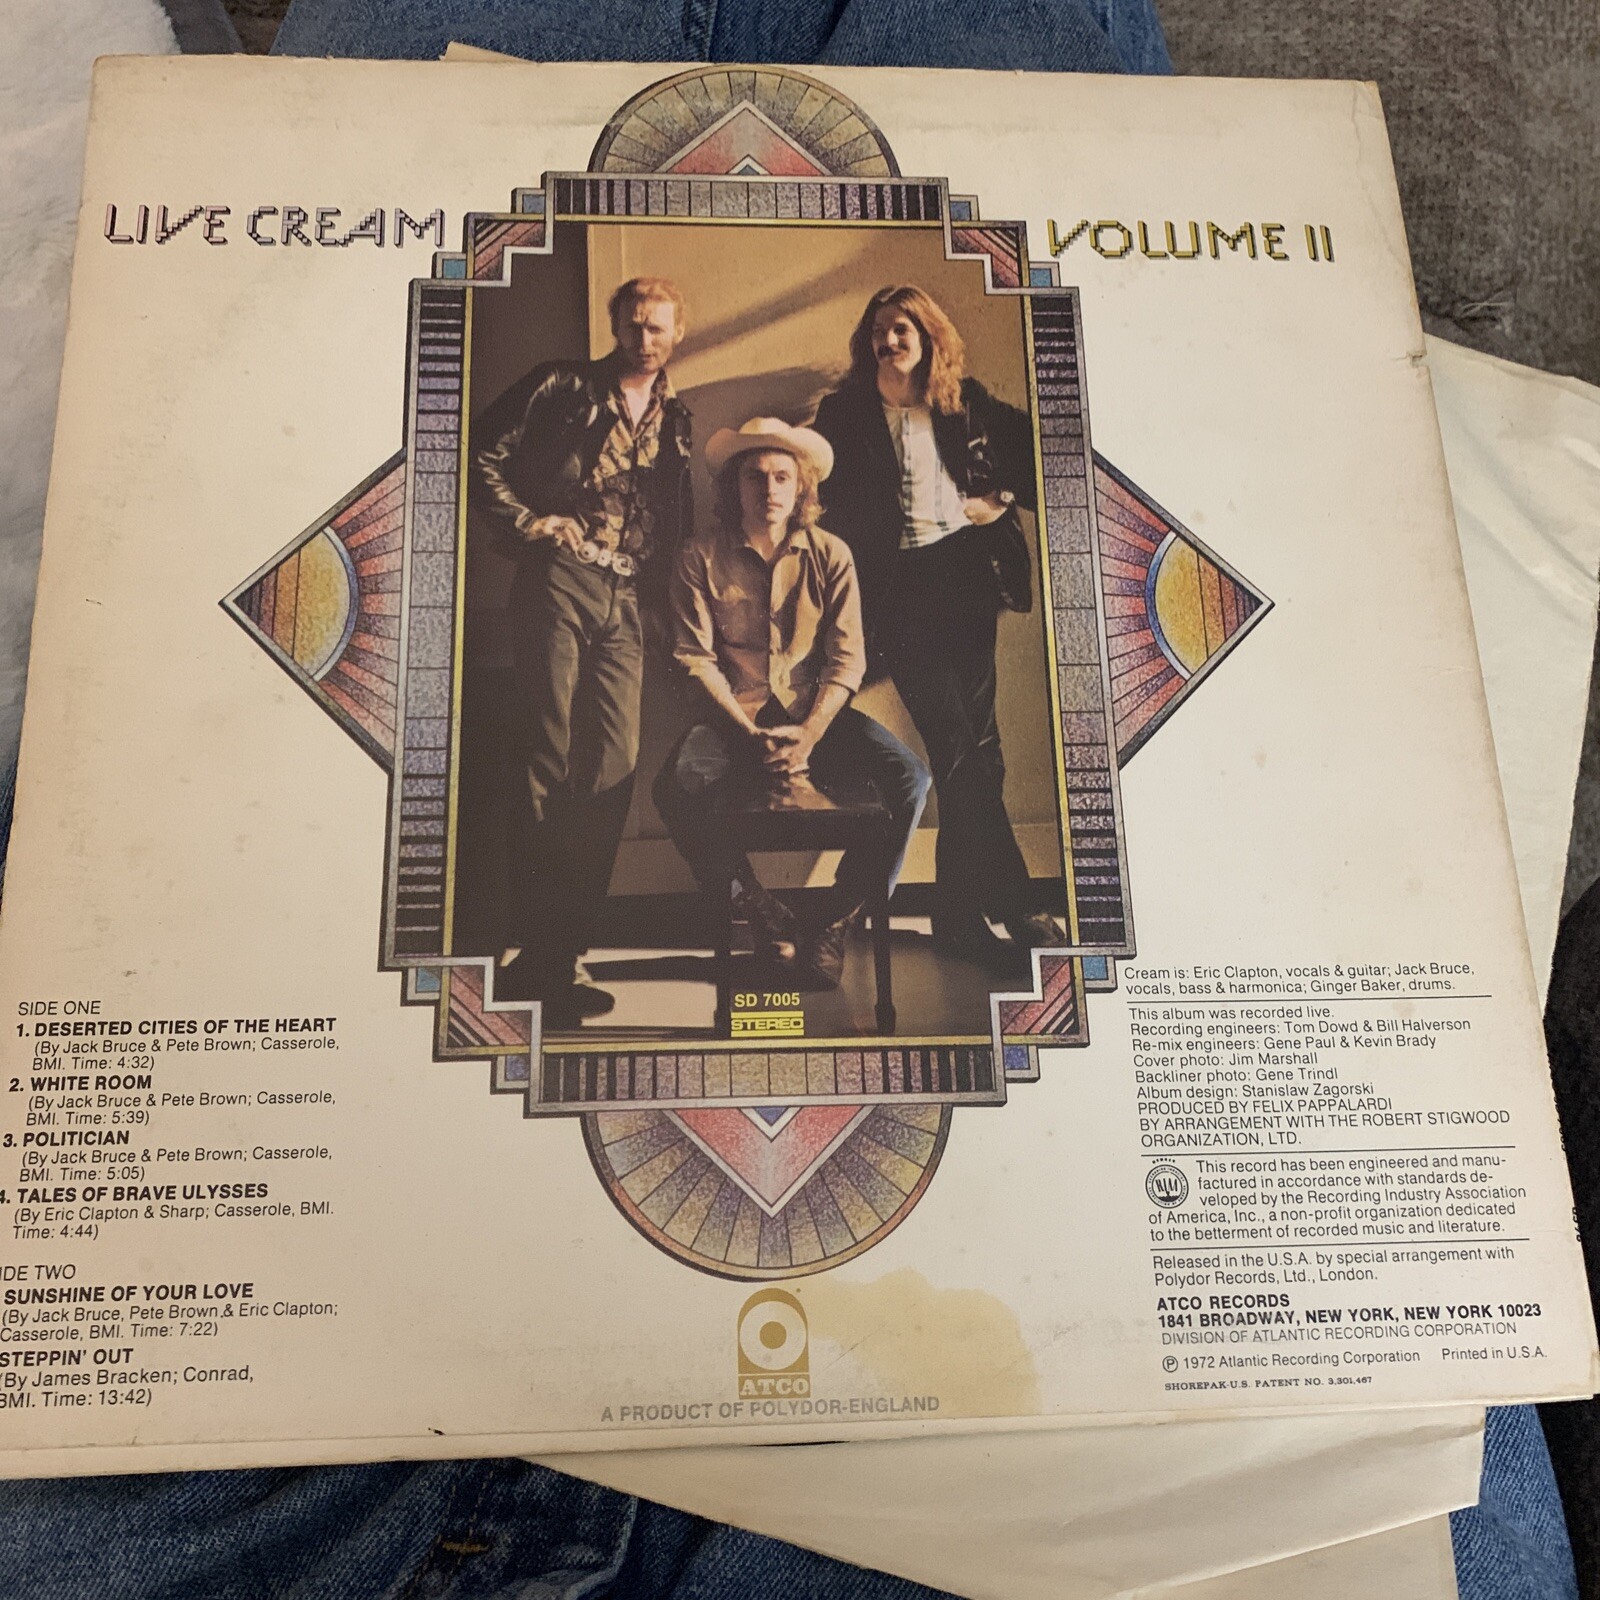 LIVE CREAM
VOLUME II
SD 7005
STEREO
SIDE ONE
1. DESERTED CITIES OF THE HEART
(By Jack Bruce & Pete Brown; Casserole,
BMI. Time: 4:32)
2. WHITE ROOM
(By Jack Bruce & Pete Brown; Casserole,
BMI. Time: 5:39)
3. POLITICIAN
(By Jack Bruce & Pete Brown; Casserole,
BMI. Time: 5:05)
4. TALES OF BRAVE ULYSSES
(By Eric Clapton & Sharp; Casserole, BMI.
Time: 4:44)
IDE TWO
SUNSHINE OF YOUR LOVE
(By Jack Bruce, Pete Brown & Eric Clapton;
Casserole, BMI. Time: 7:22)
STEPPIN' OUT
(By James Bracken; Conrad,
BMI. Time: 13:42)
ATCO
A PRODUCT OF POLYDOR-ENGLAND
Cream is: Eric Clapton, vocals & guitar; Jack Bruce,
vocals, bass & harmonica; Ginger Baker, drums.
This album was recorded live.
Recording engineers: Tom Dowd & Bill Halverson
Re-mix engineers: Gene Paul & Kevin Brady
Cover photo: Jim Marshall
Backliner photo: Gene Trindl
Album design: Stanislaw Zagorski
PRODUCED BY FELIX PAPPALARDI
BY ARRANGEMENT WITH THE ROBERT STIGWOOD
ORGANIZATION, LTD.
This record has been engineered and manu-
factured in accordance with standards de-
veloped by the Recording Industry Association
of America, Inc., a non-profit organization dedicated
to the betterment of recorded music and literature.
Released in the U.S.A. by special arrangement with
Polydor Records, Ltd., London.
ATCO RECORDS
1841 BROADWAY, NEW YORK, NEW YORK 10023
DIVISION OF ATLANTIC RECORDING CORPORATION
Ⓟ 1972 Atlantic Recording Corporation Printed in U.S.A.
SHOREPAK-U.S. PATENT NO. 3,301,467